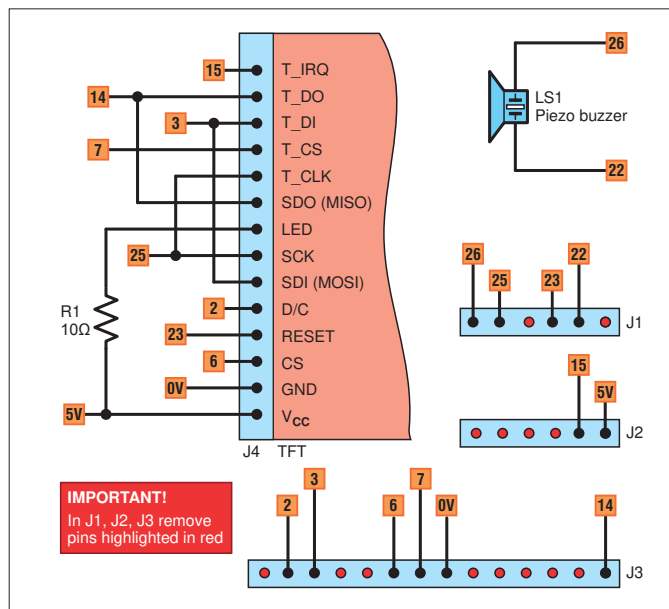 15 T_IRQ
14 T_DO
3 T_DI
7 T_CS
T_CLK
SDO (MISO)
LED
25 SCK
SDI (MOSI)
2 D/C
23 RESET
6 CS
0V GND
5V VCC
R1
10Ω
J4 TFT
26
LS1
Piezo buzzer
22
26 25 23 22
J1
15 5V
J2
IMPORTANT!
In J1, J2, J3 remove
pins highlighted in red
2 3 6 7 0V 14
J3